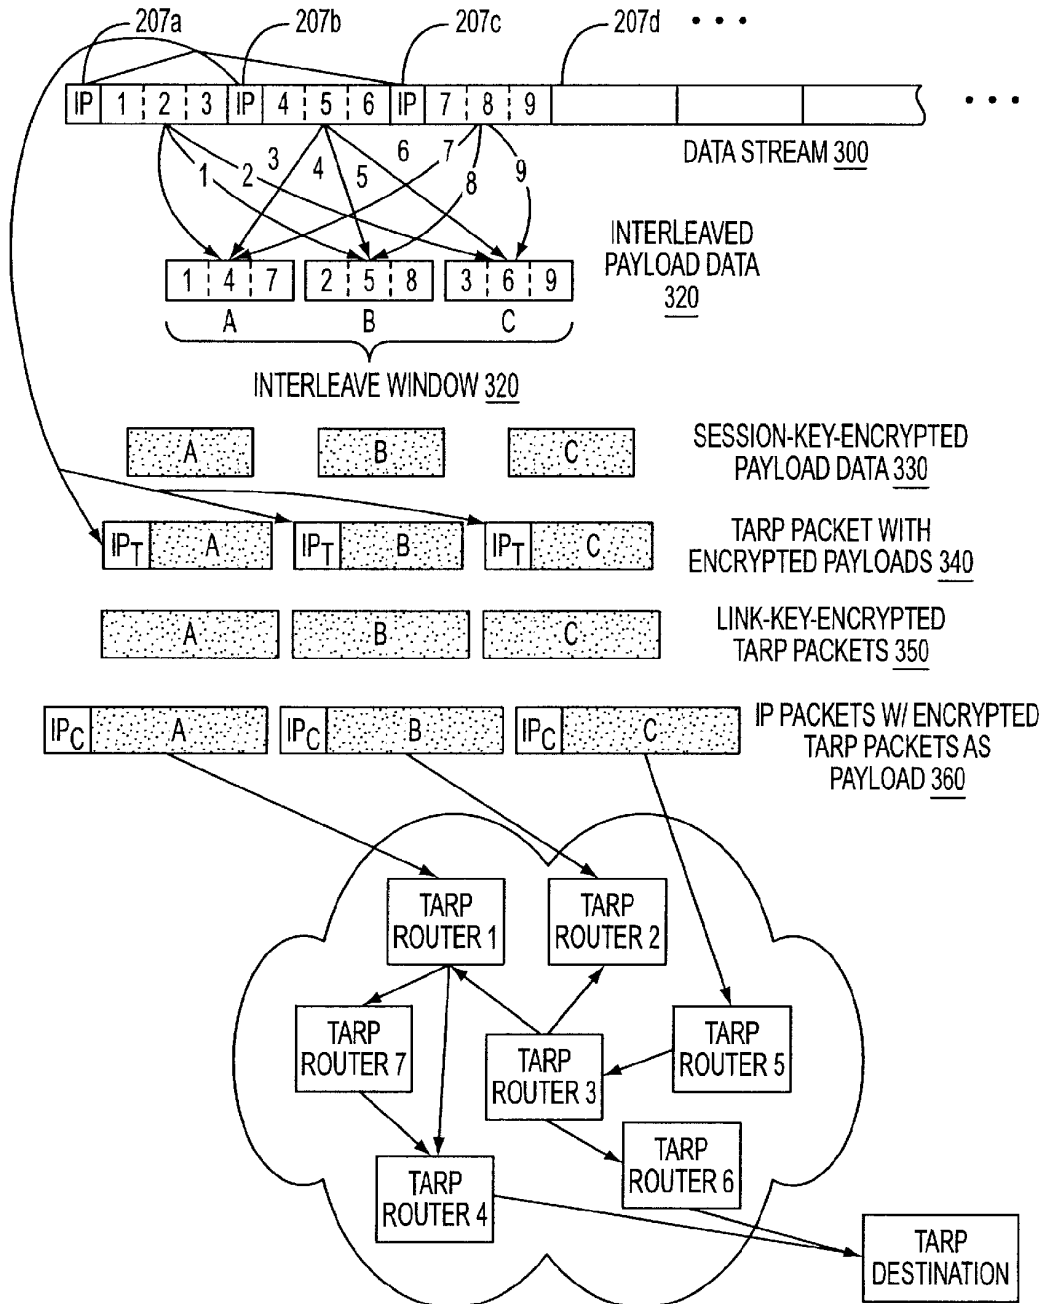 207a 207b 207c 207d • • •
IP 1 2 3 IP 4 5 6 IP 7 8 9 • • •
DATA STREAM 300
1 2 3 4 5 6 7 8 9
INTERLEAVED
PAYLOAD DATA
320
1 4 7 2 5 8 3 6 9
A B C
INTERLEAVE WINDOW 320
A B C
SESSION-KEY-ENCRYPTED
PAYLOAD DATA 330
IPT A IPT B IPT C
TARP PACKET WITH
ENCRYPTED PAYLOADS 340
A B C
LINK-KEY-ENCRYPTED
TARP PACKETS 350
IPC A IPC B IPC C
IP PACKETS W/ ENCRYPTED
TARP PACKETS AS
PAYLOAD 360
TARP
ROUTER 1
TARP
ROUTER 2
TARP
ROUTER 7
TARP
ROUTER 3
TARP
ROUTER 5
TARP
ROUTER 4
TARP
ROUTER 6
TARP
DESTINATION